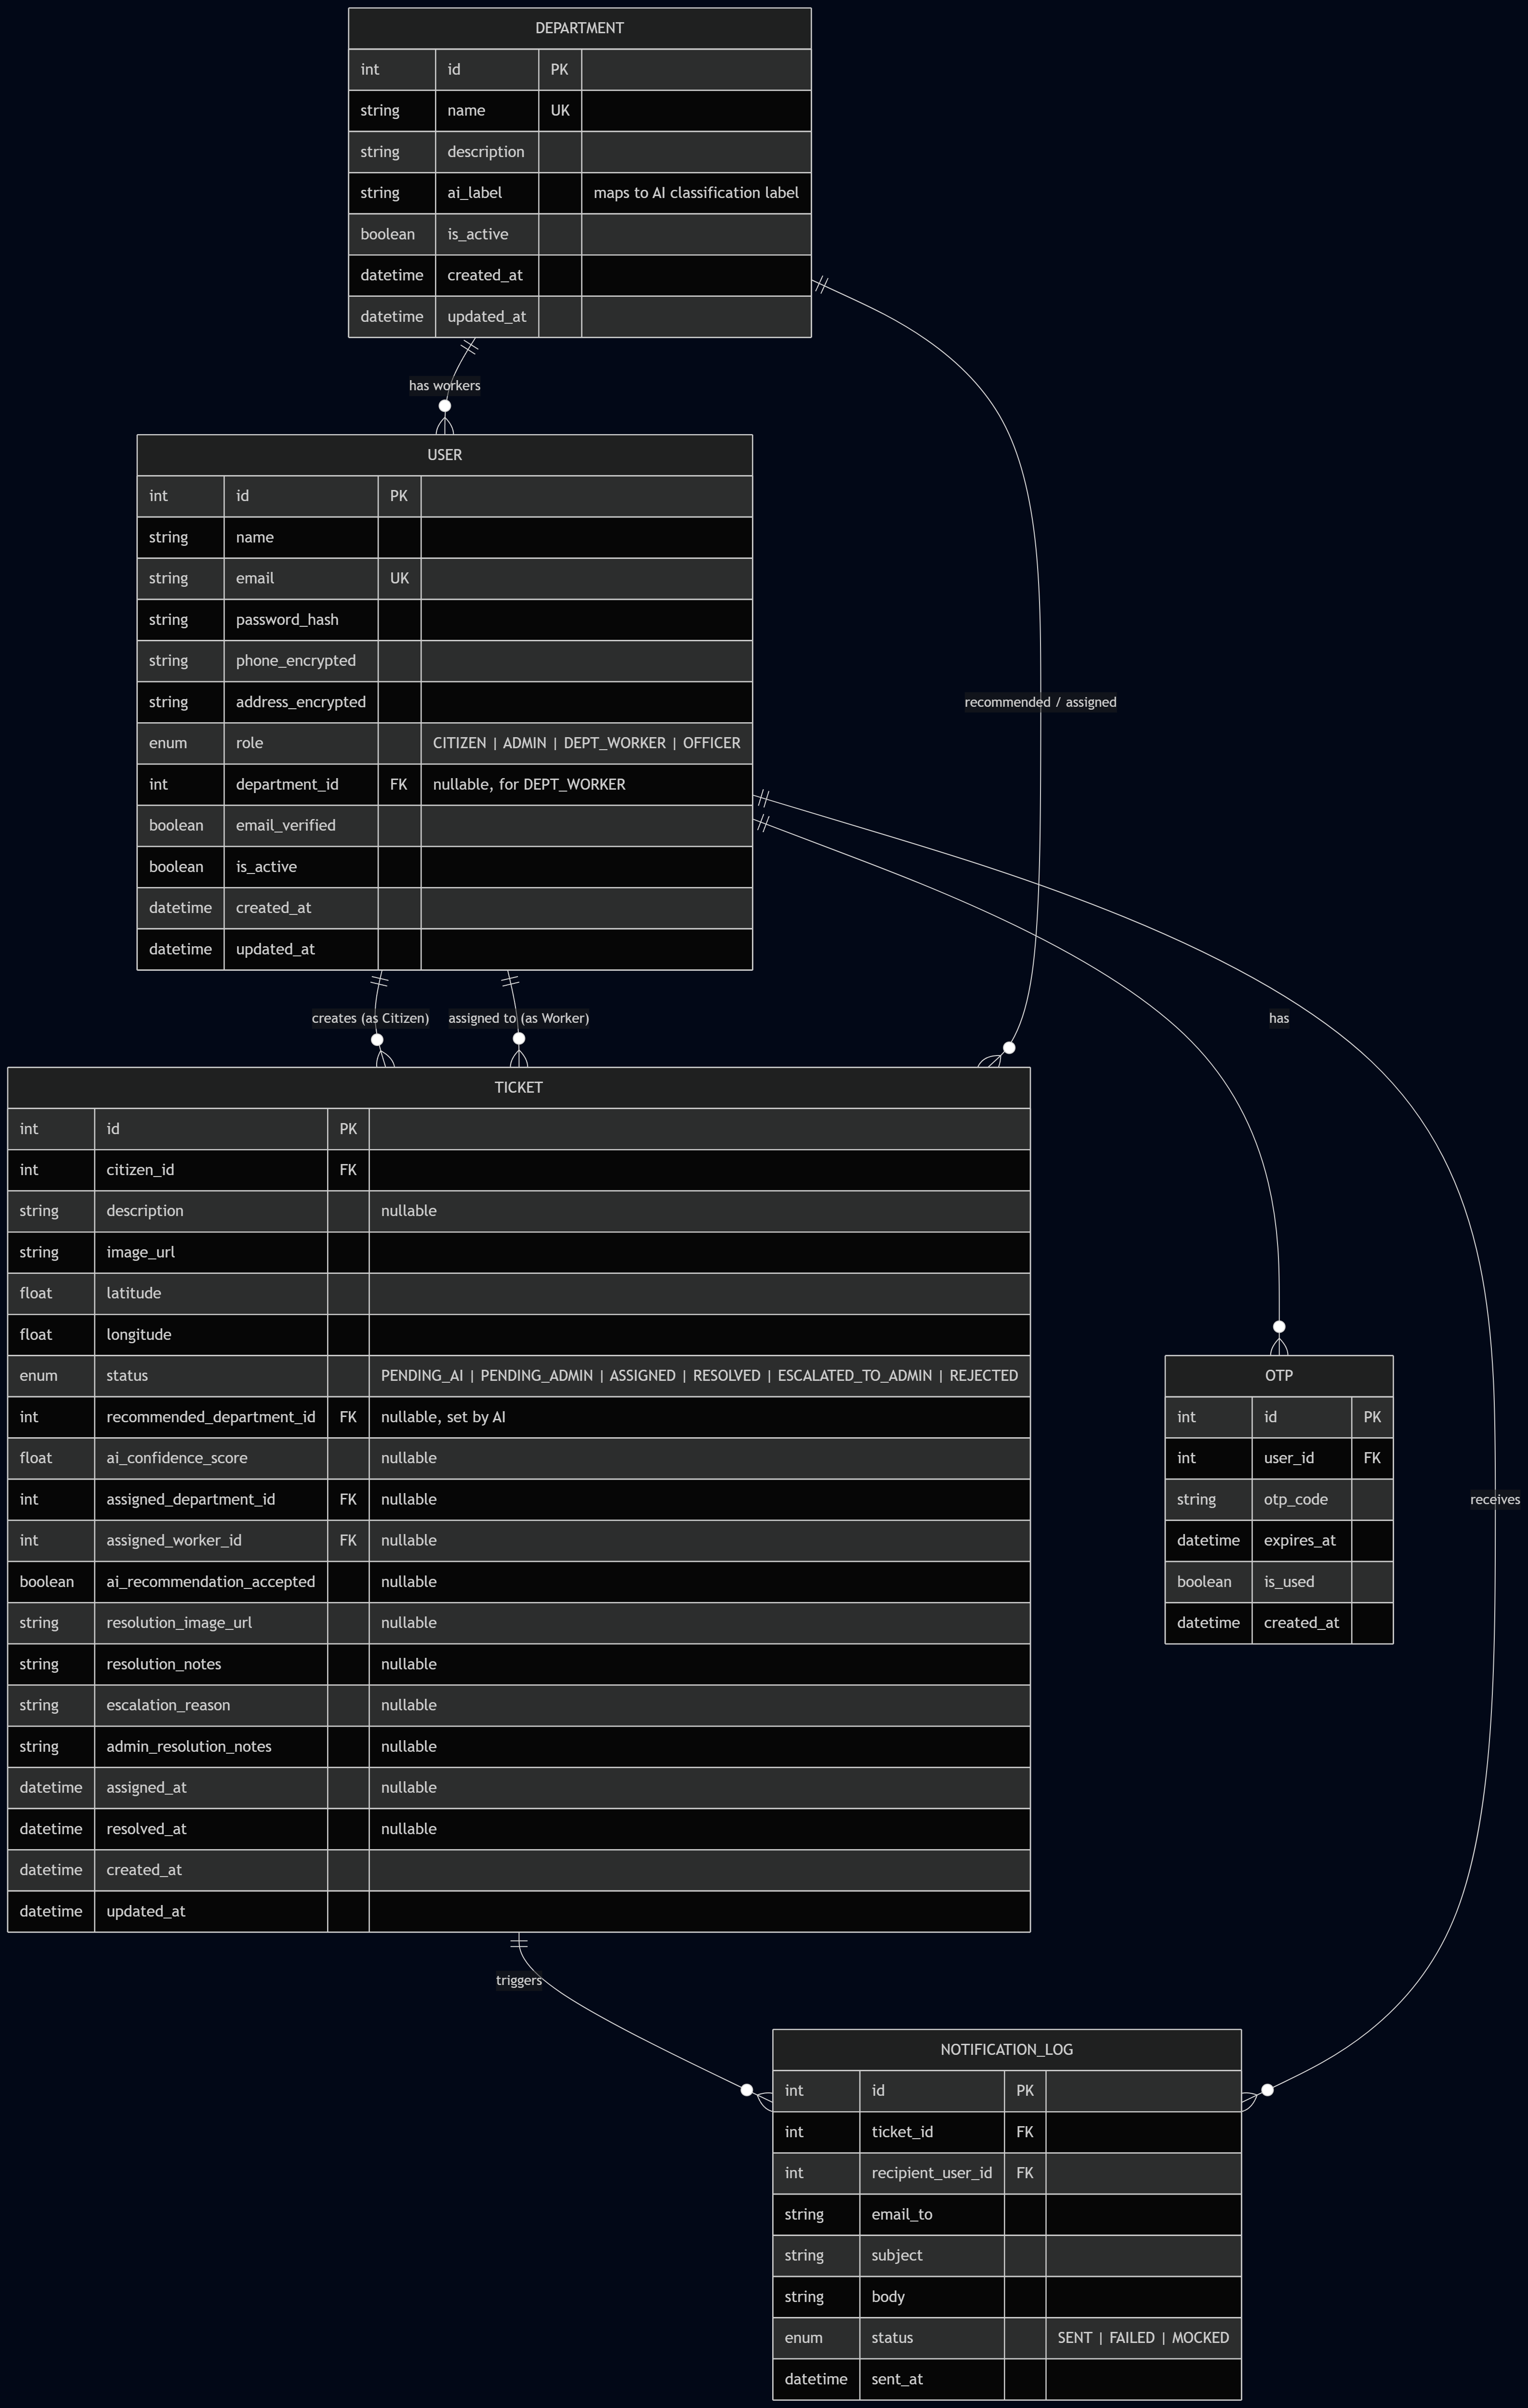 DEPARTMENT
int id PK
string name UK
string description
string ai_label maps to AI classification label
boolean is_active
datetime created_at
datetime updated_at
has workers
USER
int id PK
string name
string email UK
string password_hash
string phone_encrypted
string address_encrypted
enum role CITIZEN | ADMIN | DEPT_WORKER | OFFICER
int department_id FK nullable, for DEPT_WORKER
boolean email_verified
boolean is_active
datetime created_at
datetime updated_at
recommended / assigned
creates (as Citizen)
assigned to (as Worker)
has
TICKET
int id PK
int citizen_id FK
string description nullable
string image_url
float latitude
float longitude
enum status PENDING_AI | PENDING_ADMIN | ASSIGNED | RESOLVED | ESCALATED_TO_ADMIN | REJECTED
int recommended_department_id FK nullable, set by AI
float ai_confidence_score nullable
int assigned_department_id FK nullable
int assigned_worker_id FK nullable
boolean ai_recommendation_accepted nullable
string resolution_image_url nullable
string resolution_notes nullable
string escalation_reason nullable
string admin_resolution_notes nullable
datetime assigned_at nullable
datetime resolved_at nullable
datetime created_at
datetime updated_at
OTP
int id PK
int user_id FK
string otp_code
datetime expires_at
boolean is_used
datetime created_at
receives
triggers
NOTIFICATION_LOG
int id PK
int ticket_id FK
int recipient_user_id FK
string email_to
string subject
string body
enum status SENT | FAILED | MOCKED
datetime sent_at